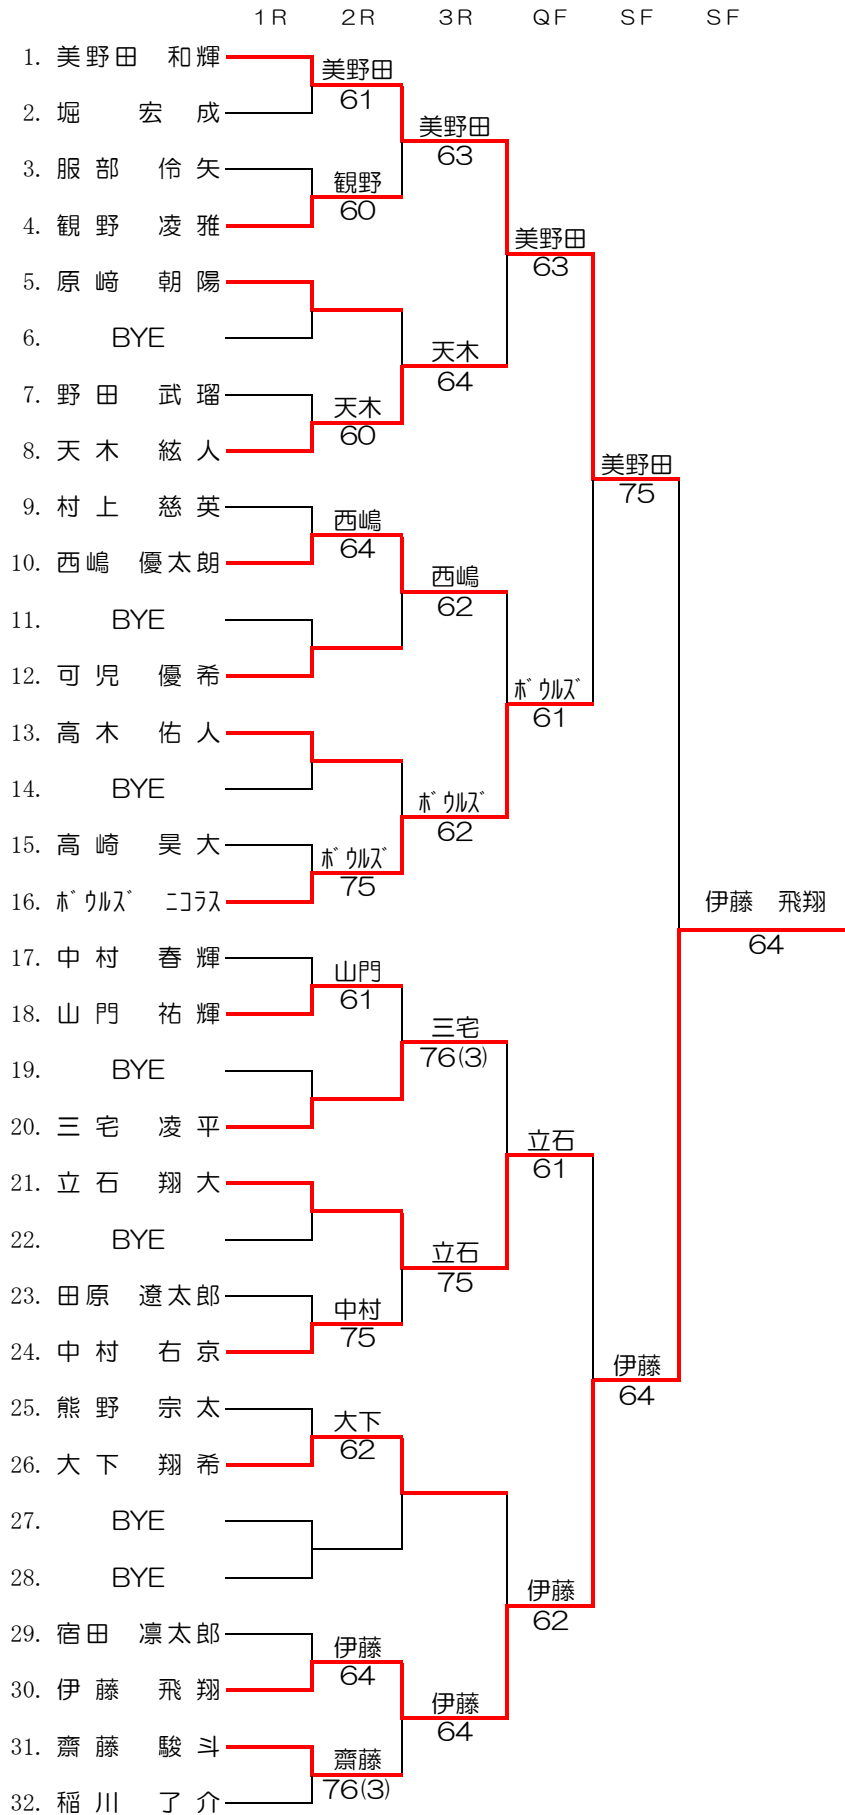 1R 2R 3R QF SF SF
1. 美野田 和輝
美野田
61
2. 堀 宏成
美野田
63
3. 服部 伶矢
観野
60
4. 観野 凌雅
美野田
63
5. 原﨑 朝陽
6. BYE
天木
64
7. 野田 武瑠
天木
60
8. 天木 絃人
美野田
75
9. 村上 慈英
西嶋
64
10. 西嶋 優太朗
西嶋
62
11. BYE
12. 可児 優希
ボウルズ
61
13. 高木 佑人
14. BYE
ボウルズ
62
15. 高崎 昊大
ボウルズ
75
16. ボウルズ ニコラス
伊藤 飛翔
64
17. 中村 春輝
山門
61
18. 山門 祐輝
三宅
76(3)
19. BYE
20. 三宅 凌平
立石
61
21. 立石 翔大
22. BYE
立石
75
23. 田原 遼太郎
中村
75
24. 中村 右京
伊藤
64
25. 熊野 宗太
大下
62
26. 大下 翔希
27. BYE
28. BYE
伊藤
62
29. 宿田 凛太郎
伊藤
64
30. 伊藤 飛翔
伊藤
64
31. 齋藤 駿斗
齋藤
76(3)
32. 稲川 了介